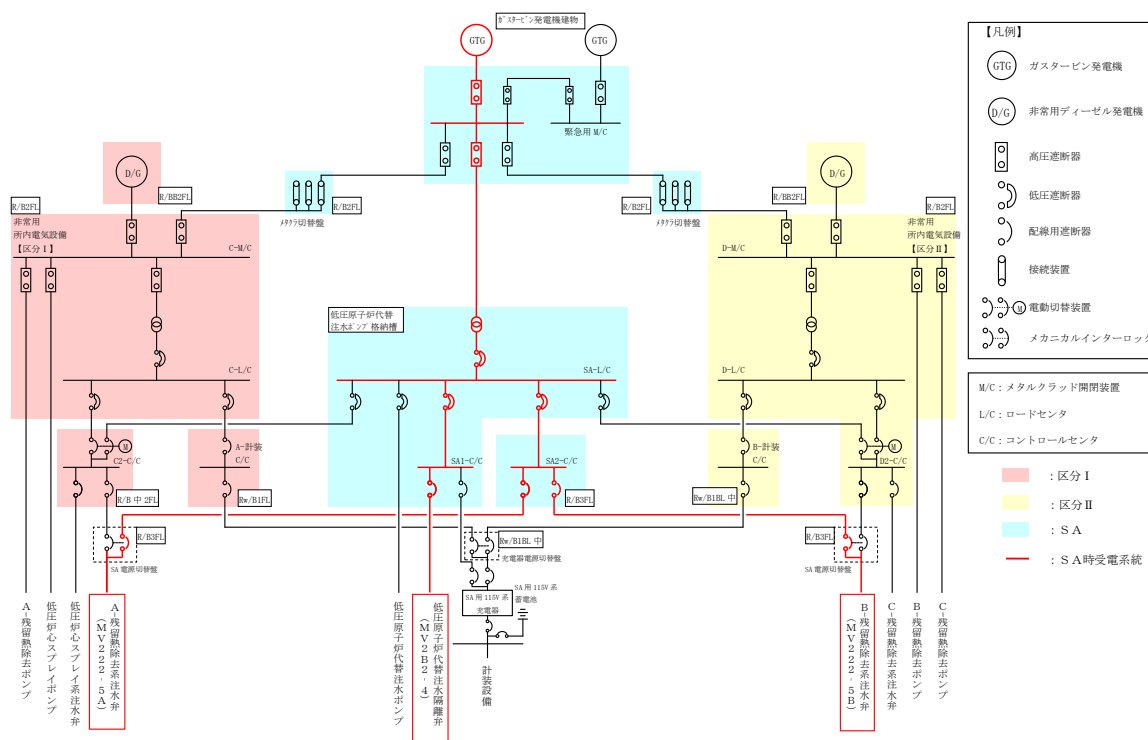 ｶﾞｽﾀｰﾋﾞﾝ発電機建物
GTG
GTG
緊急用 M/C
D/G
R/BB2FL
R/B2FL
R/B2FL
ﾒﾀｸﾗ切替盤
非常用
所内電気設備
【区分Ⅰ】
C-M/C
R/B2FL
ﾒﾀｸﾗ切替盤
R/BB2FL
D/G
R/B2FL
非常用
所内電気設備
【区分Ⅱ】
D-M/C
低圧原子炉代替
注水ﾎﾟﾝﾌﾟ格納槽
C-L/C
SA-L/C
D-L/C
M
C2-C/C
A-計装
C/C
SA1-C/C
SA2-C/C
B-計装
C/C
M
D2-C/C
R/B 中 2FL
Rw/B1FL
R/B3FL
Rw/B1BL 中
R/B3FL
SA 電源切替盤
Rw/B1BL 中
充電器電源切替盤
R/B3FL
SA 電源切替盤
SA 用 115V 系
充電器
SA 用 115V 系
蓄電池
A-残留熱除去ポンプ
低圧炉心スプレイポンプ
低圧炉心スプレイ系注水弁
A-残留熱除去系注水弁
（MV222-5A）
低圧原子炉代替注水ポンプ
低圧原子炉代替注水隔離弁
（MV2B2-4）
計装設備
B-残留熱除去系注水弁
（MV222-5B）
C-残留熱除去系注水弁
B-残留熱除去ポンプ
C-残留熱除去ポンプ
【凡例】
GTG ガスタービン発電機
D/G 非常用ディーゼル発電機
高圧遮断器
低圧遮断器
配線用遮断器
接続装置
M 電動切替装置
メカニカルインターロック
M/C：メタルクラッド開閉装置
L/C：ロードセンタ
C/C：コントロールセンタ
：区分Ⅰ
：区分Ⅱ
：ＳＡ
：ＳＡ時受電系統